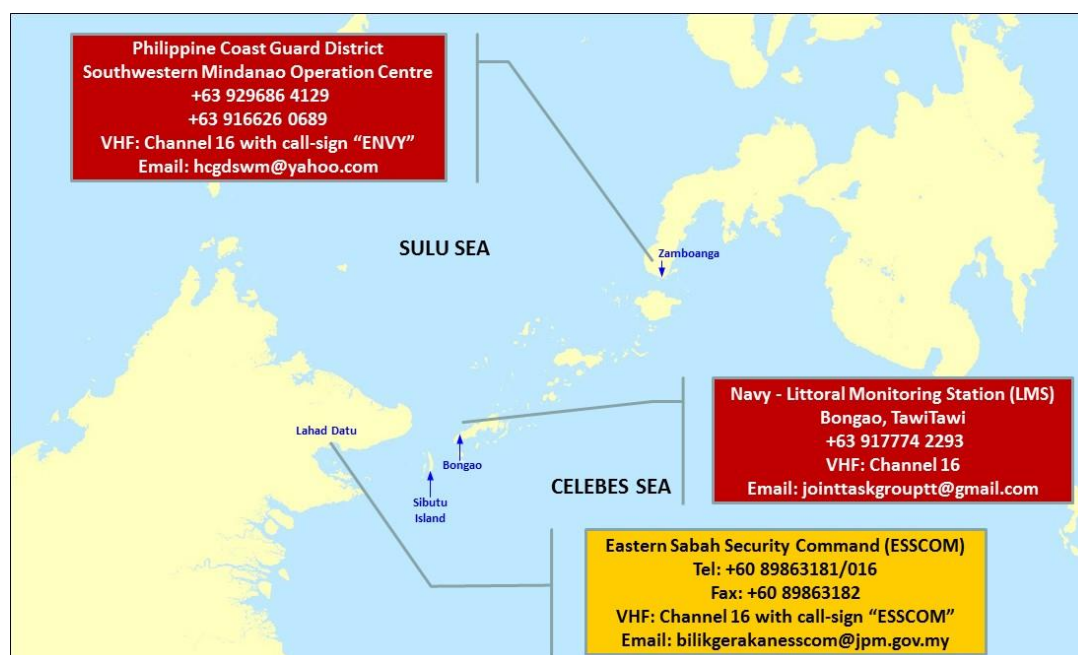 Philippine Coast Guard District
Southwestern Mindanao Operation Centre
+63 929686 4129
+63 916626 0689
VHF: Channel 16 with call-sign “ENVY”
Email: hcgdswm@yahoo.com
SULU SEA
Zamboanga
Navy - Littoral Monitoring Station (LMS)
Bongao, TawiTawi
+63 917774 2293
VHF: Channel 16
Email: jointtaskgrouptt@gmail.com
Lahad Datu
Bongao
CELEBES SEA
Sibutu
Island
Eastern Sabah Security Command (ESSCOM)
Tel: +60 89863181/016
Fax: +60 89863182
VHF: Channel 16 with call-sign “ESSCOM”
Email: bilikgerakanesscom@jpm.gov.my